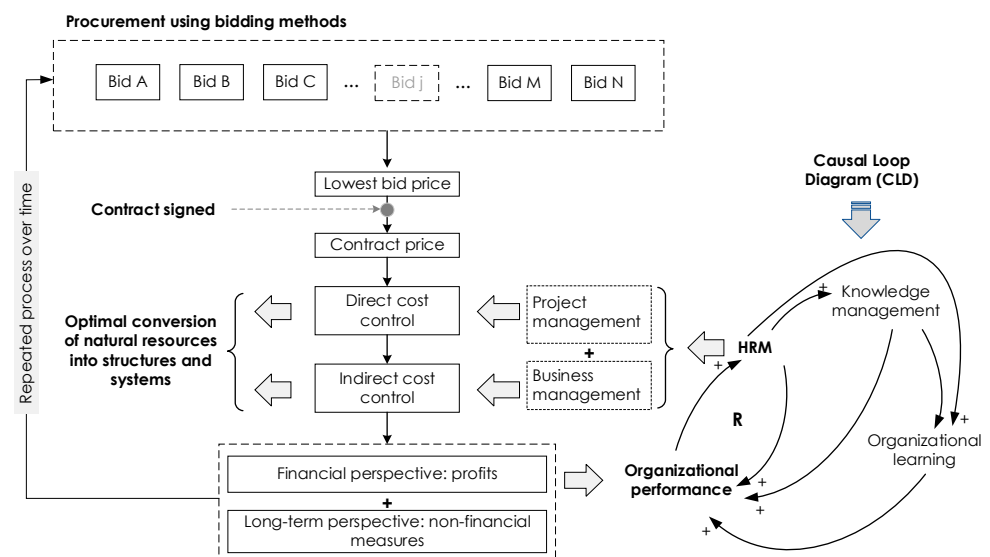 Procurement using bidding methods
Bid A
Bid B
Bid C
...
Bid j
...
Bid M
Bid N
Repeated process over time
Lowest bid price
Contract signed
Contract price
Direct cost
control
Indirect cost
control
Optimal conversion
of natural resources
into structures and
systems
Project
management
+
Business
management
Financial perspective: profits
+
Long-term perspective: non-financial
measures
Causal Loop
Diagram (CLD)
+
Knowledge
management
HRM
+
R
+
Organizational
learning
Organizational
performance
+
+
+